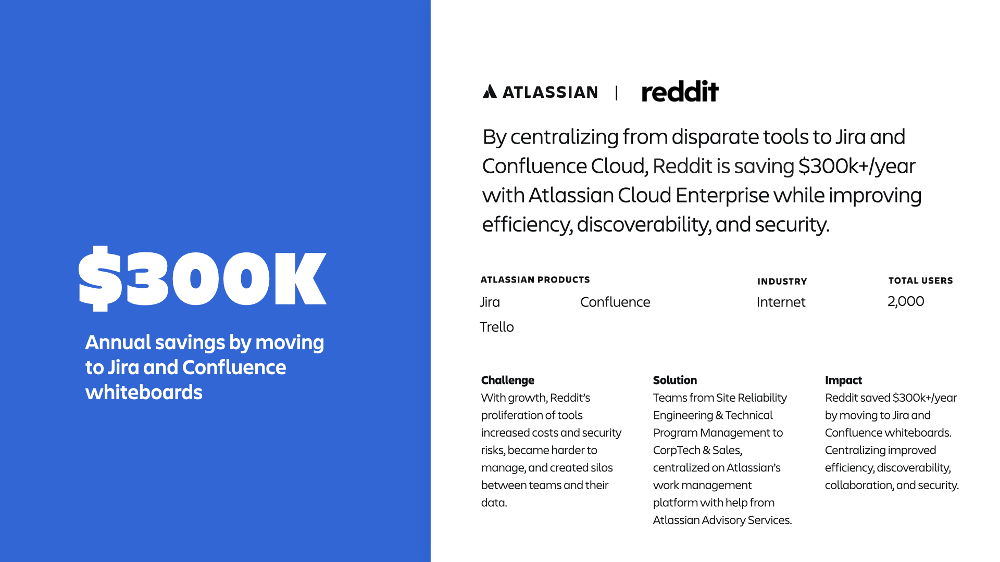 $300K
Annual savings by moving
to Jira and Confluence
whiteboards
ATLASSIAN | reddit
By centralizing from disparate tools to Jira and
Confluence Cloud, Reddit is saving $300k+/year
with Atlassian Cloud Enterprise while improving
efficiency, discoverability, and security.
ATLASSIAN PRODUCTS
Jira Confluence
Trello
INDUSTRY
Internet
TOTAL USERS
2,000
Challenge
With growth, Reddit’s
proliferation of tools
increased costs and security
risks, became harder to
manage, and created silos
between teams and their
data.
Solution
Teams from Site Reliability
Engineering & Technical
Program Management to
CorpTech & Sales,
centralized on Atlassian’s
work management
platform with help from
Atlassian Advisory Services.
Impact
Reddit saved $300k+/year
by moving to Jira and
Confluence whiteboards.
Centralizing improved
efficiency, discoverability,
collaboration, and security.